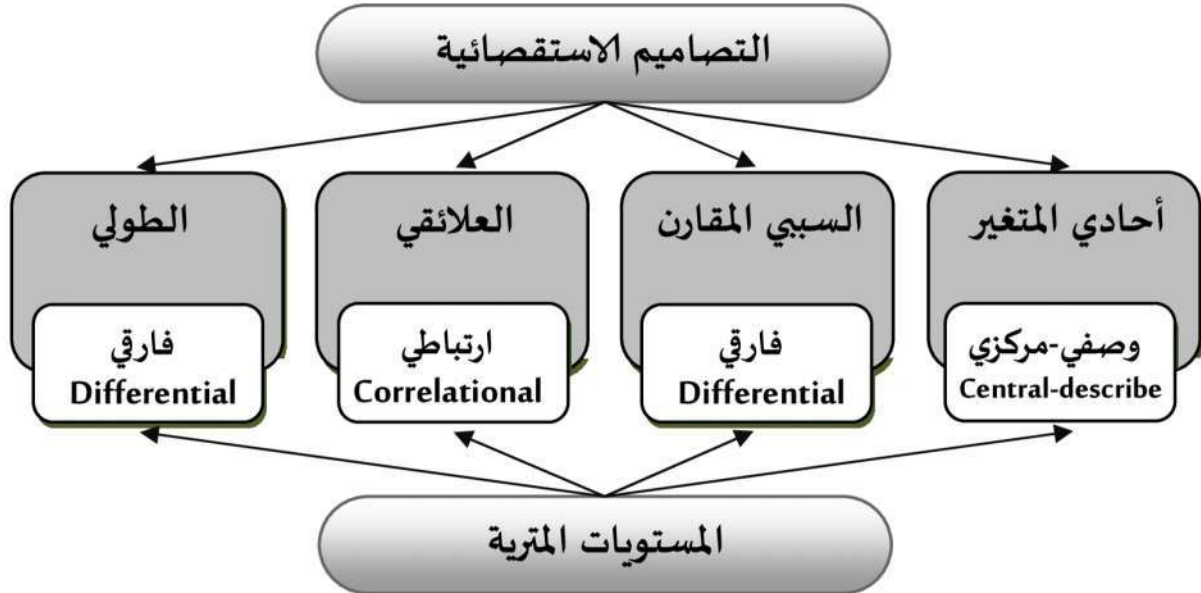 التصاميم الاستقصائية
أحادي المتغير
وصفي-مركزي
Central-describe
السببي المقارن
فارقي
Differential
العلائقي
ارتباطي
Correlational
الطولي
فارقي
Differential
المستويات المترية